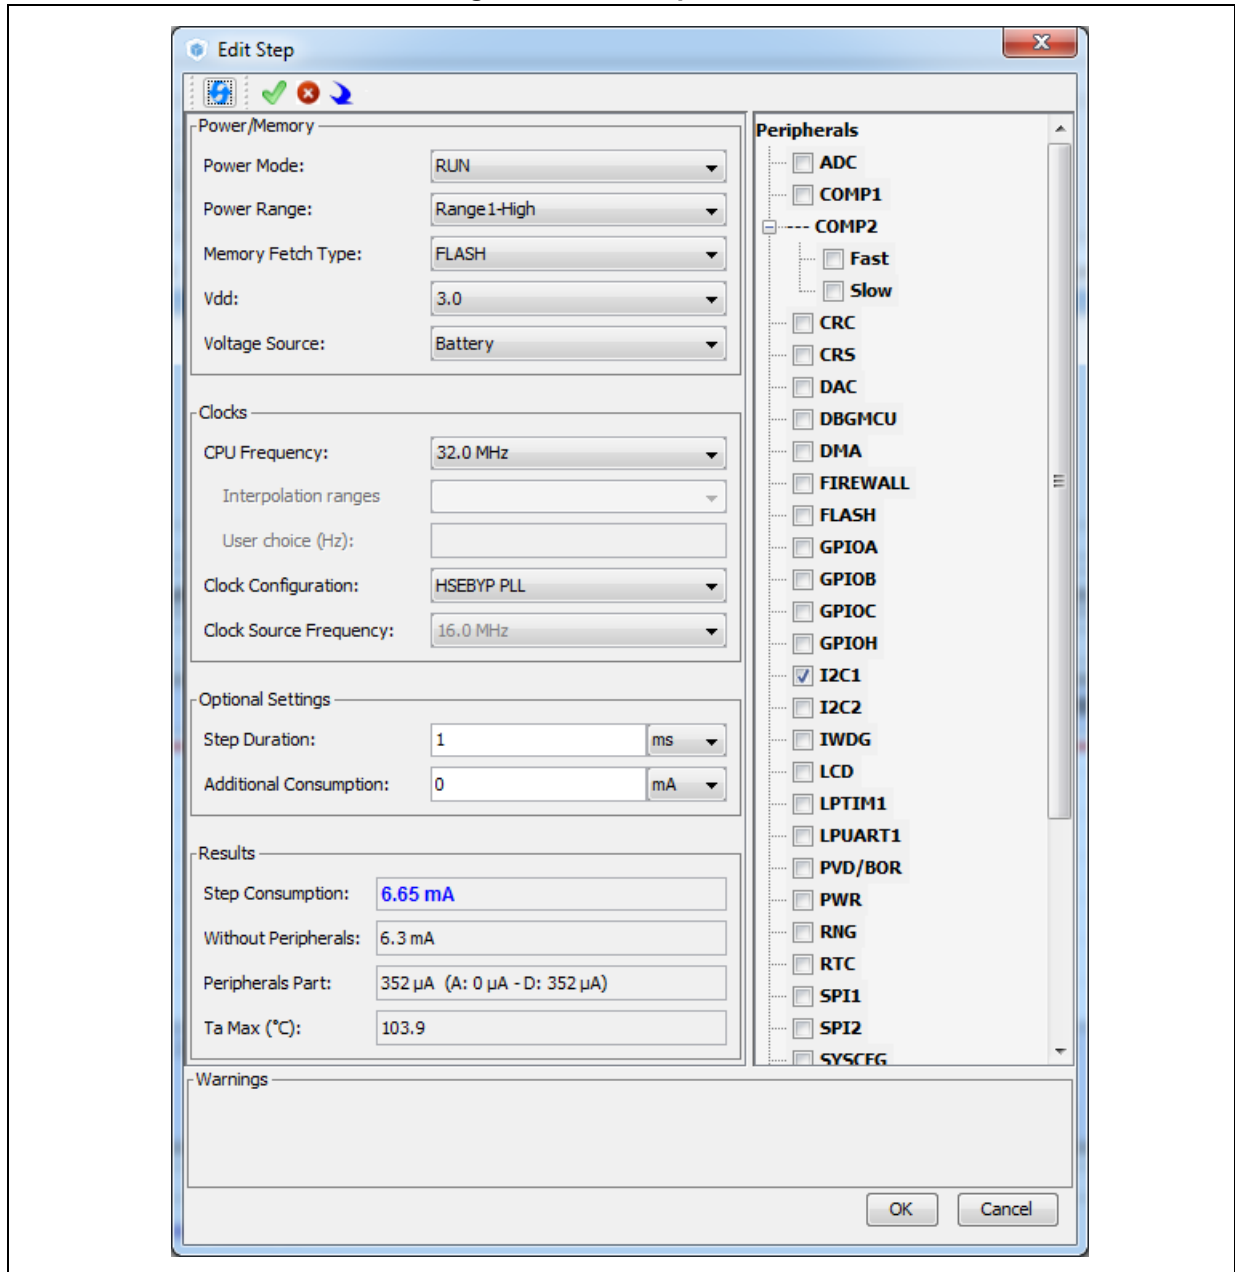 Edit Step
Power/Memory
Power Mode: RUN
Power Range: Range1-High
Memory Fetch Type: FLASH
Vdd: 3.0
Voltage Source: Battery
Clocks
CPU Frequency: 32.0 MHz
Interpolation ranges
User choice (Hz):
Clock Configuration: HSEBYP PLL
Clock Source Frequency: 16.0 MHz
Optional Settings
Step Duration: 1 ms
Additional Consumption: 0 mA
Results
Step Consumption: 6.65 mA
Without Peripherals: 6.3 mA
Peripherals Part: 352 µA (A: 0 µA - D: 352 µA)
Ta Max (°C): 103.9
Peripherals
ADC
COMP1
COMP2
Fast
Slow
CRC
CRS
DAC
DBGMCU
DMA
FIREWALL
FLASH
GPIOA
GPIOB
GPIOC
GPIOH
I2C1
I2C2
IWDG
LCD
LPTIM1
LPUART1
PVD/BOR
PWR
RNG
RTC
SPI1
SPI2
SYSCFG
Warnings
OK Cancel